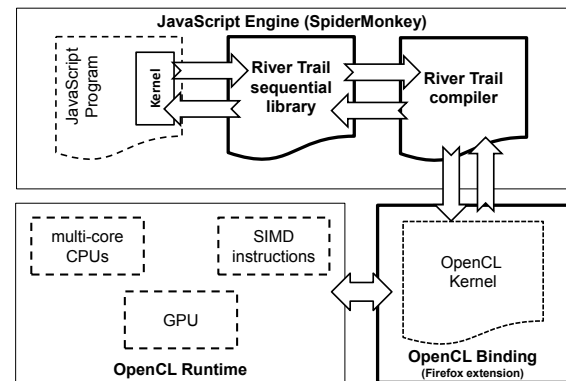 JavaScript Engine (SpiderMonkey)
JavaScript
Program
Kernel
River Trail
sequential
library
River Trail
compiler
multi-core
CPUs
SIMD
instructions
GPU
OpenCL Runtime
OpenCL
Kernel
OpenCL Binding
(Firefox extension)